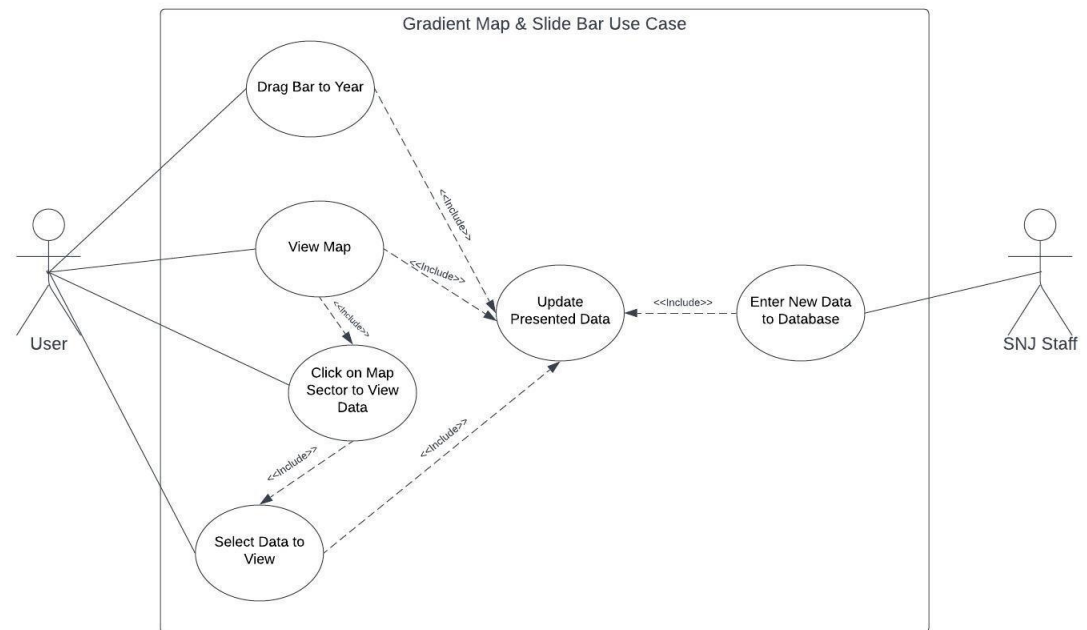 Gradient Map & Slide Bar Use Case
Drag Bar to Year
<<Include>>
View Map
<<Include>>
<<Include>>
Update
Presented Data
<<Include>>
Enter New Data
to Database
User
SNJ Staff
Click on Map
Sector to View
Data
<<Include>>
<<Include>>
Select Data to
View